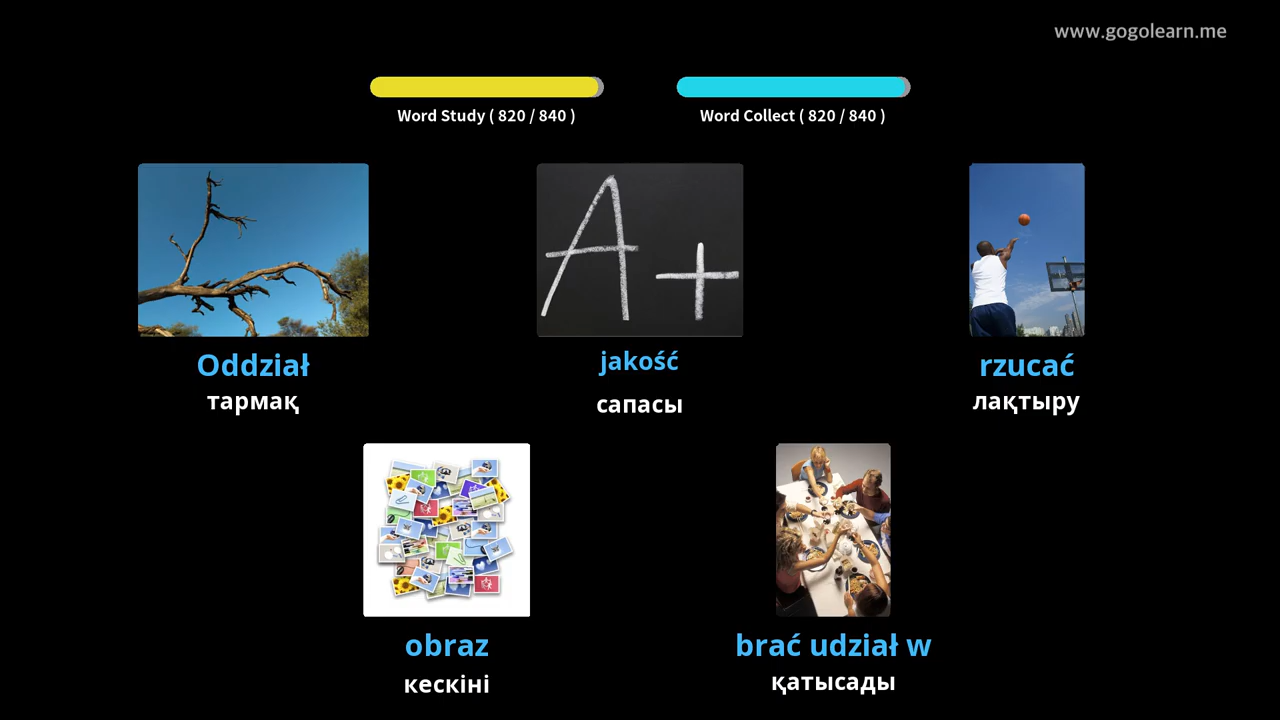 www.gogolearn.me
Word Study ( 820 / 840 )
Word Collect ( 820 / 840 )
A+
Oddział
тармақ
jakość
сапасы
rzucać
лақтыру
obraz
кескіні
brać udział w
қатысады